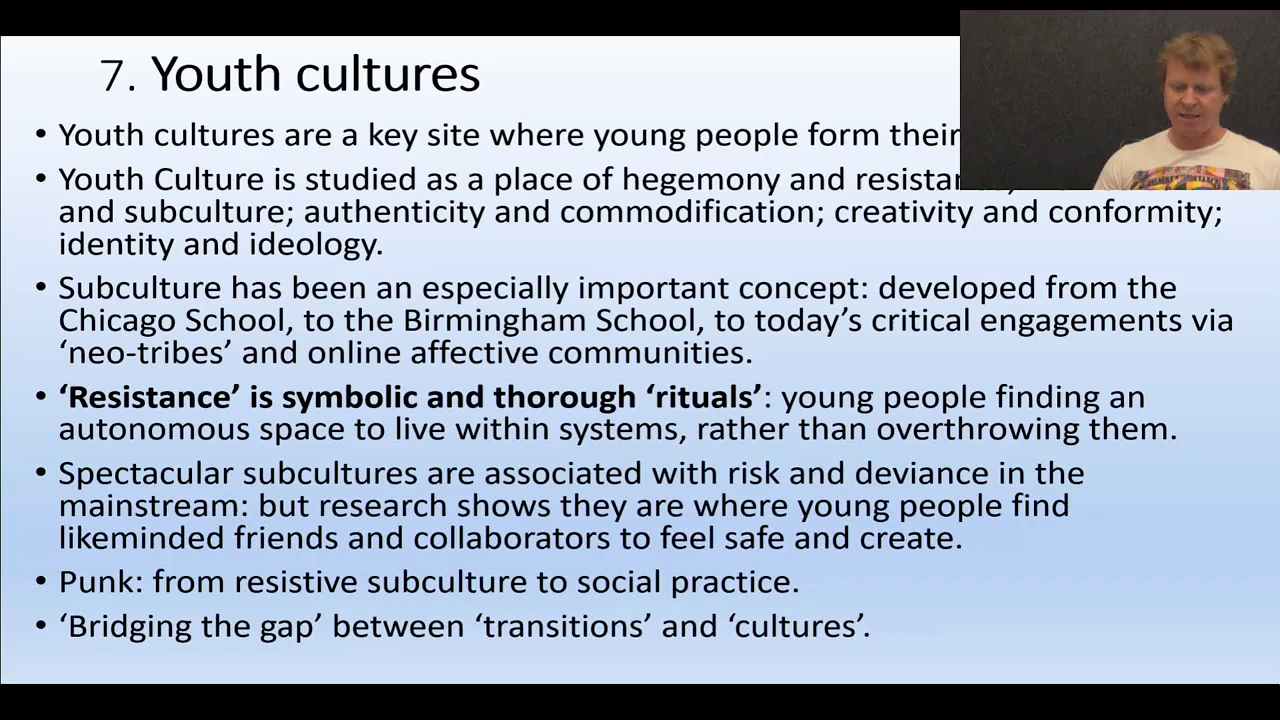 7. Youth cultures
• Youth cultures are a key site where young people form their
• Youth Culture is studied as a place of hegemony and
and subculture; authenticity and commodification; creativity and conformity;
identity and ideology.
• Subculture has been an especially important concept: developed from the
Chicago School, to the Birmingham School, to today’s critical engagements via
‘neo-tribes’ and online affective communities.
• ‘Resistance’ is symbolic and thorough ‘rituals’: young people finding an
autonomous space to live within systems, rather than overthrowing them.
• Spectacular subcultures are associated with risk and deviance in the
mainstream: but research shows they are where young people find
likeminded friends and collaborators to feel safe and create.
• Punk: from resistive subculture to social practice.
• ‘Bridging the gap’ between ‘transitions’ and ‘cultures’.